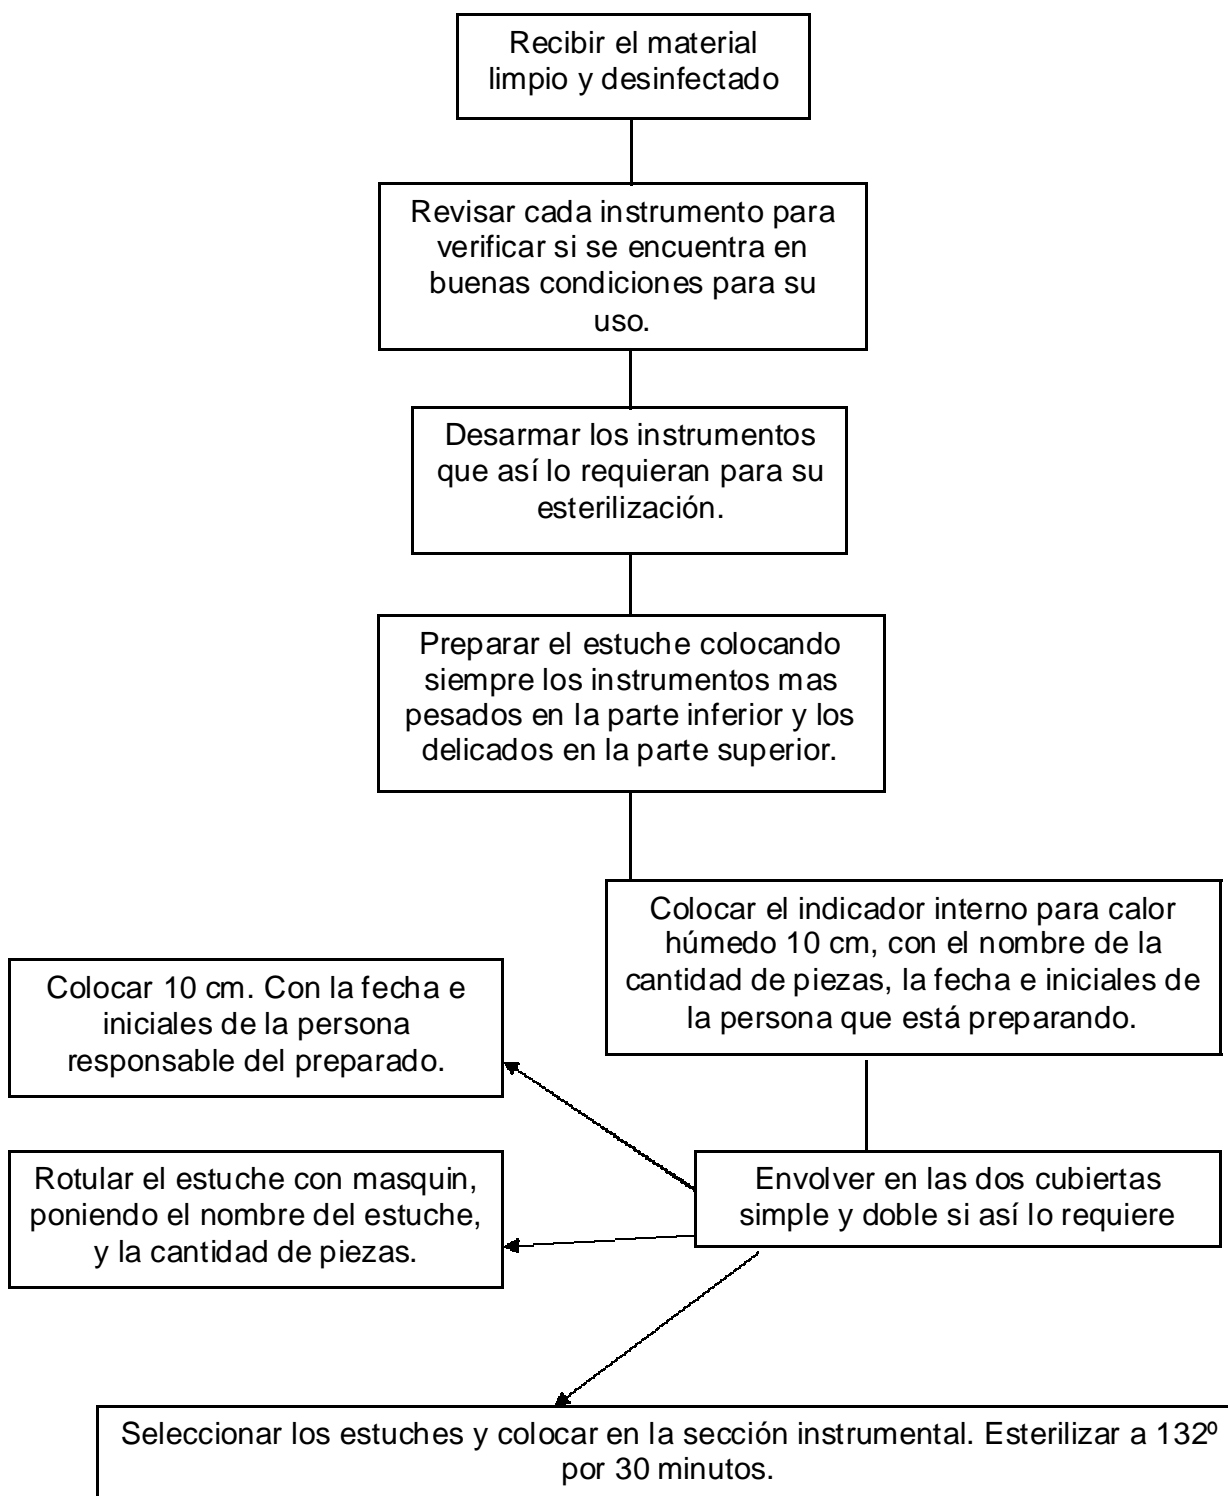 Recibir el material
limpio y desinfectado
Revisar cada instrumento para
verificar si se encuentra en
buenas condiciones para su
uso.
Desarmar los instrumentos
que así lo requieran para su
esterilización.
Preparar el estuche colocando
siempre los instrumentos mas
pesados en la parte inferior y los
delicados en la parte superior.
Colocar el indicador interno para calor
húmedo 10 cm, con el nombre de la
cantidad de piezas, la fecha e iniciales de
la persona que está preparando.
Colocar 10 cm. Con la fecha e
iniciales de la persona
responsable del preparado.
Envolver en las dos cubiertas
simple y doble si así lo requiere
Rotular el estuche con masquin,
poniendo el nombre del estuche,
y la cantidad de piezas.
Seleccionar los estuches y colocar en la sección instrumental. Esterilizar a 132º
por 30 minutos.